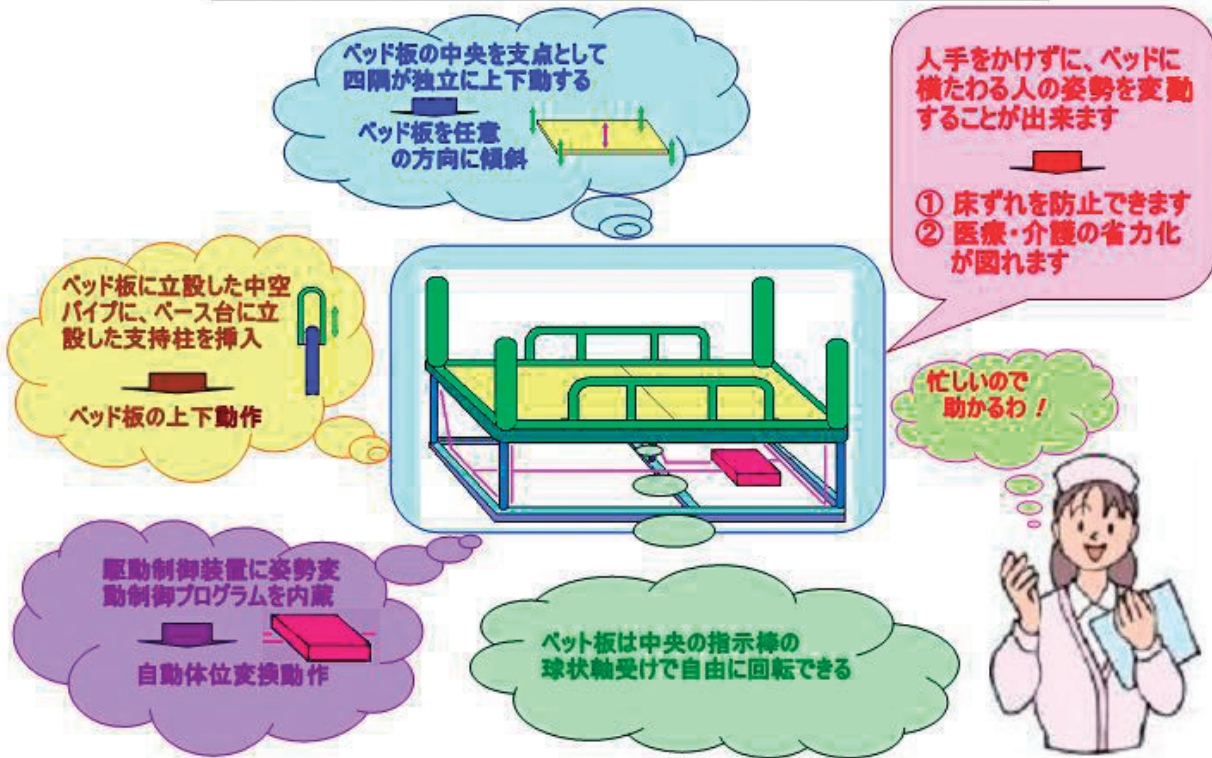 ベッド板の中央を支点として
四隅が独立に上下動する
ベッド板を任意
の方向に傾斜
人手をかけずに、ベッドに
横たわる人の姿勢を変動
することが出来ます
① 床ずれを防止できます
② 医療・介護の省力化
が図れます
ベッド板に立設した中空
パイプに、ベース台に立
設した支持柱を挿入
ベッド板の上下動作
忙しいので
助かるわ！
駆動制御装置に姿勢変
動制御プログラムを内蔵
自動体位変換動作
ベット板は中央の指示棒の
球状軸受けで自由に回転できる